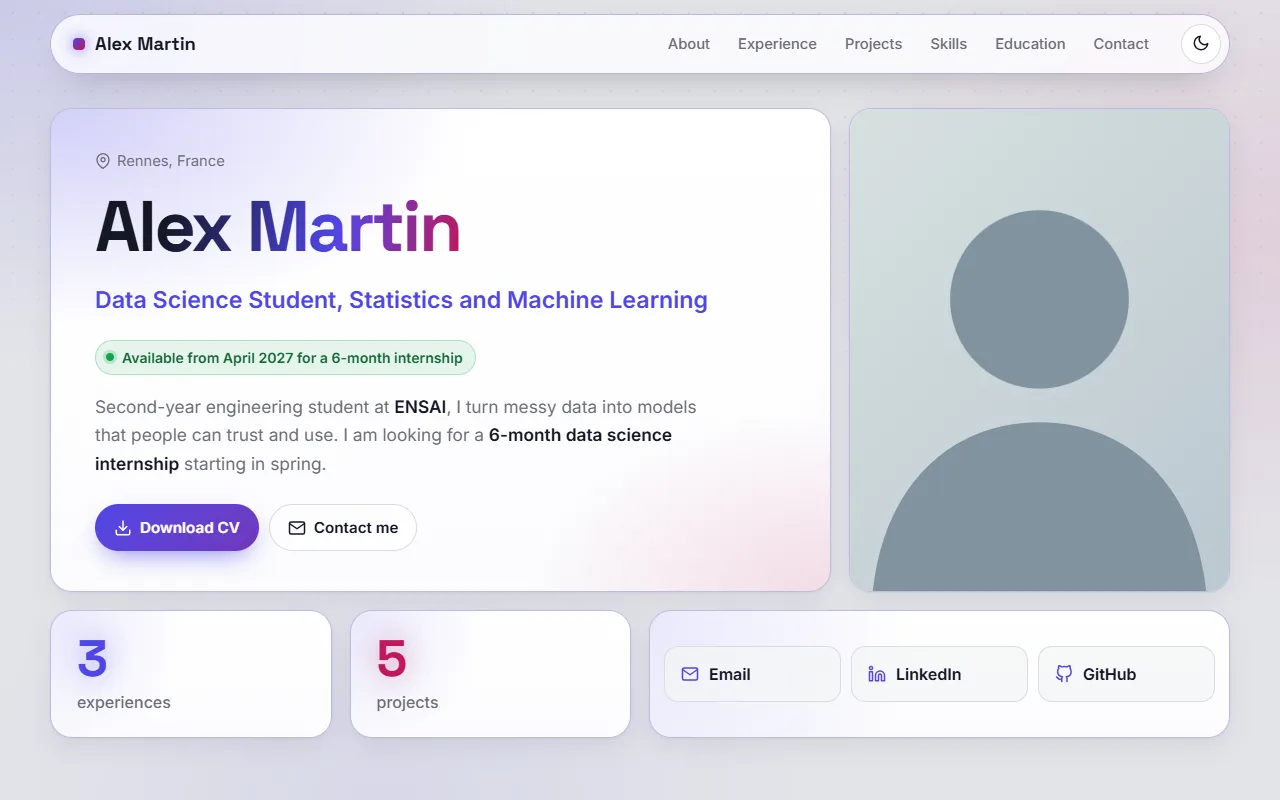 Alex Martin
About
Experience
Projects
Skills
Education
Contact
Rennes, France
Alex Martin
Data Science Student, Statistics and Machine Learning
Available from April 2027 for a 6-month internship
Second-year engineering student at ENSAI, I turn messy data into models
that people can trust and use. I am looking for a 6-month data science
internship starting in spring.
Download CV
Contact me
3
experiences
5
projects
Email
LinkedIn
GitHub